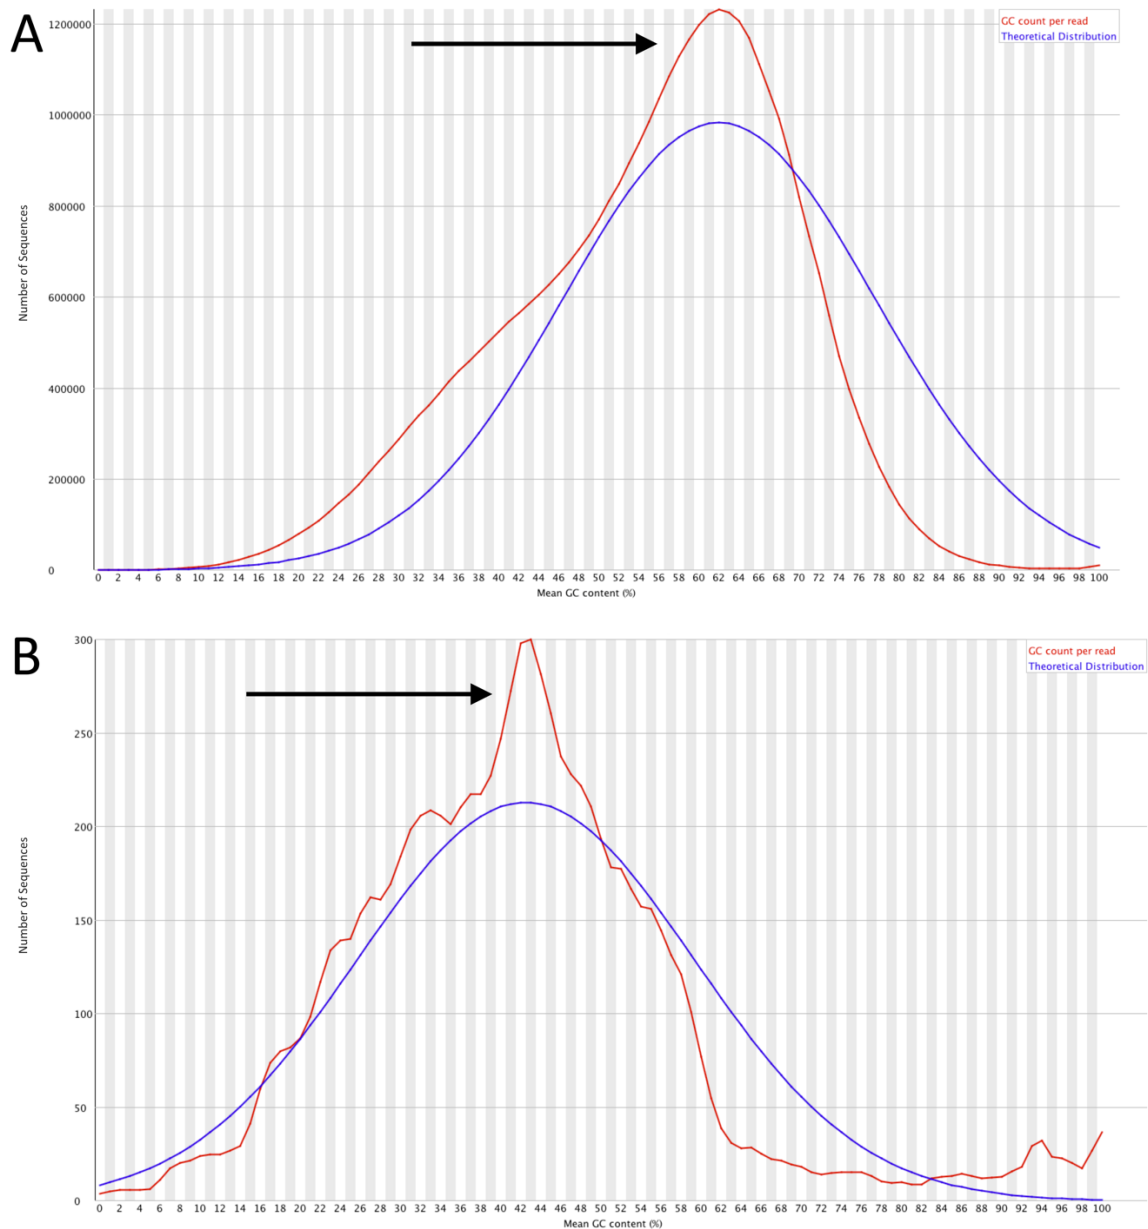 A
GC count per read
Theoretical Distribution
1200000
1000000
800000
600000
400000
200000
0
Number of Sequences
0 2 4 6 8 10 12 14 16 18 20 22 24 26 28 30 32 34 36 38 40 42 44 46 48 50 52 54 56 58 60 62 64 66 68 70 72 74 76 78 80 82 84 86 88 90 92 94 96 98 100
Mean GC content (%)
B
GC count per read
Theoretical Distribution
300
250
200
150
100
50
0
Number of Sequences
0 2 4 6 8 10 12 14 16 18 20 22 24 26 28 30 32 34 36 38 40 42 44 46 48 50 52 54 56 58 60 62 64 66 68 70 72 74 76 78 80 82 84 86 88 90 92 94 96 98 100
Mean GC content (%)